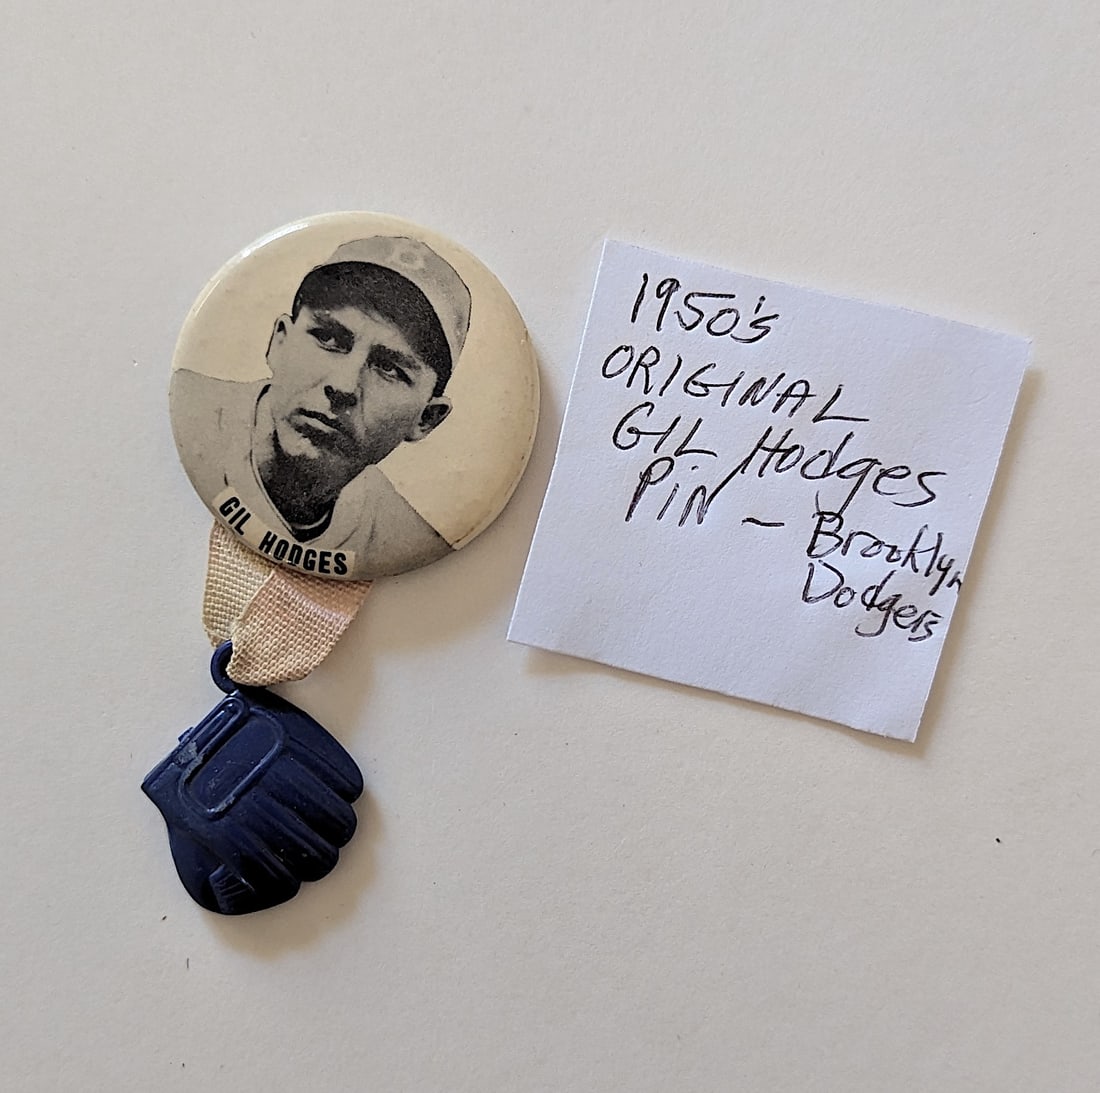 B
GIL HODGES
1950's
ORIGINAL
GIL Hodges
PiN - Brooklyn
Dodgers